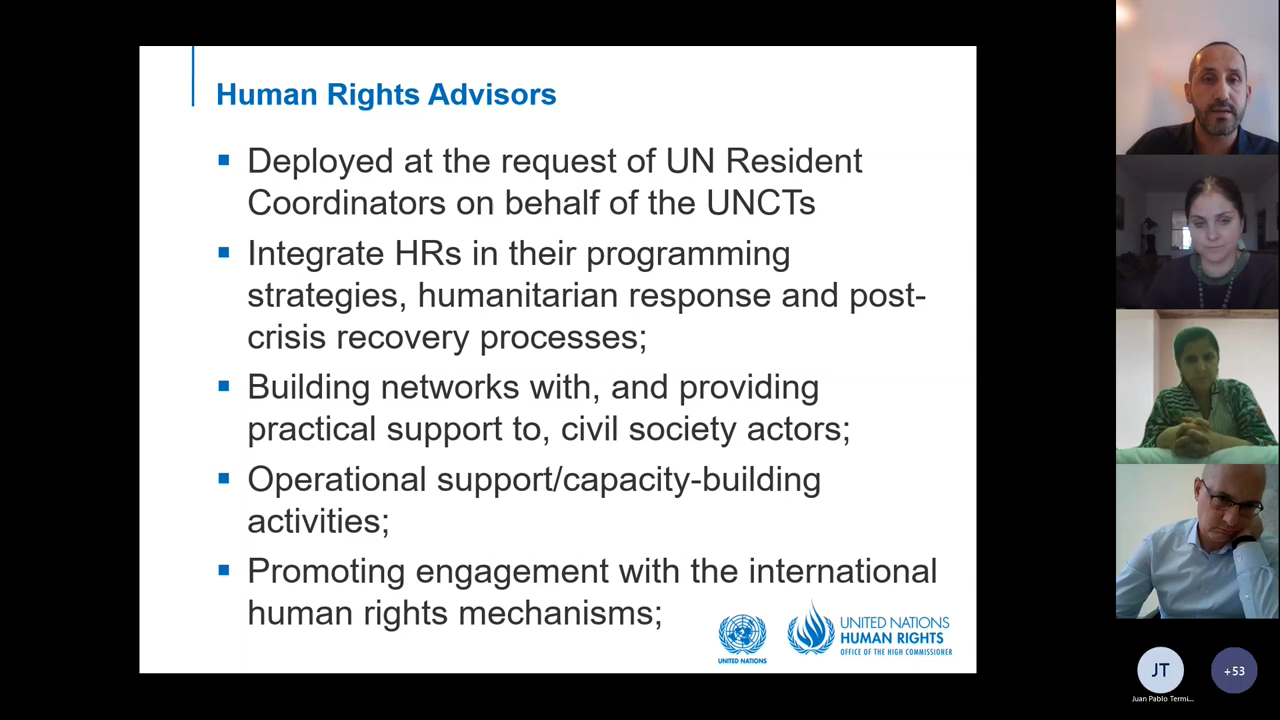 Human Rights Advisors
Deployed at the request of UN Resident
Coordinators on behalf of the UNCTs
Integrate HRs in their programming
strategies, humanitarian response and post-
crisis recovery processes;
Building networks with, and providing
practical support to, civil society actors;
Operational support/capacity-building
activities;
Promoting engagement with the international
human rights mechanisms;
UNITED NATIONS
UNITED NATIONS
HUMAN RIGHTS
OFFICE OF THE HIGH COMMISSIONER
JT
+53
Juan Pablo Termi...